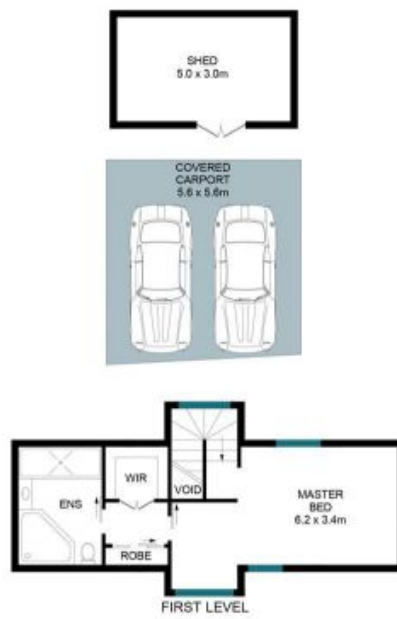 SHED
5.0 x 3.0m
COVERED
CARPORT
5.6 x 5.6m
WIR
ENS
VOID
MASTER
BED
6.2 x 3.4m
ROBE
FIRST LEVEL